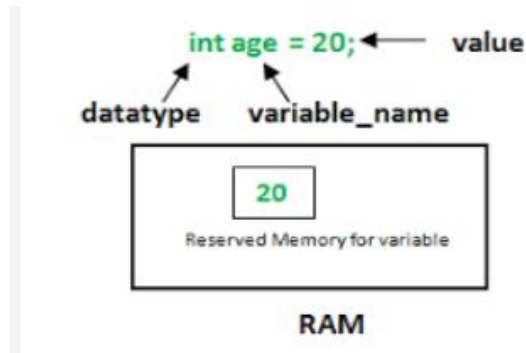 int age = 20; value
datatype variable_name
20
Reserved Memory for variable
RAM